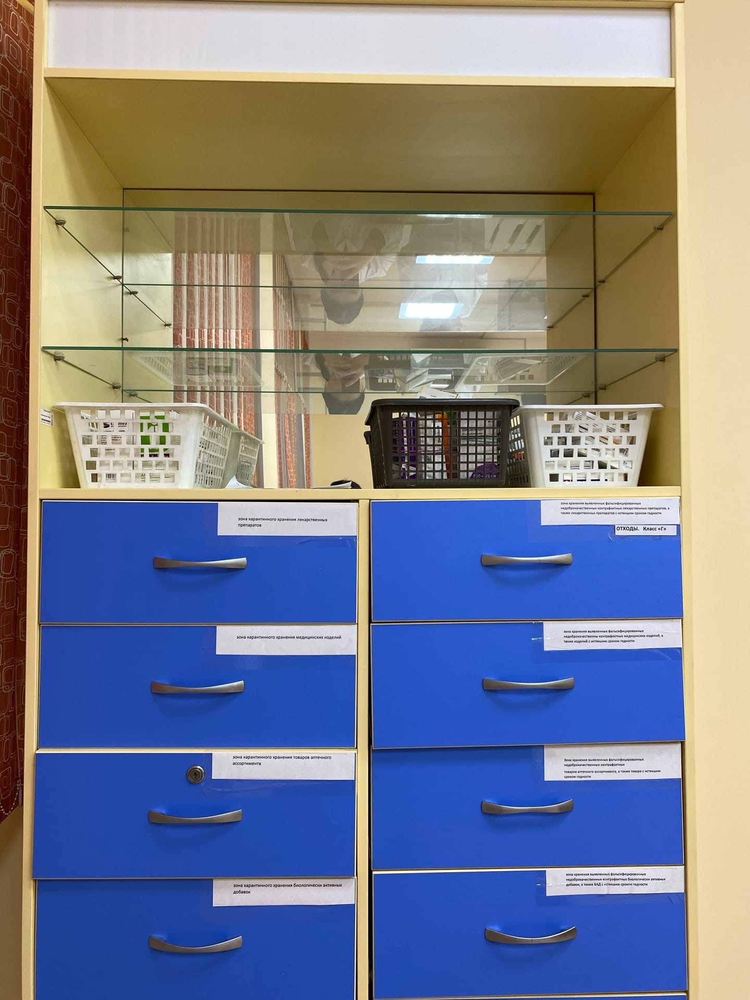 зона карантинного хранения лекарственных
препаратов
зона хранения выявленных фальсифицированных
недоброкачественных контрафактных лекарственных препаратов, а
также лекарственных препаратов с истекшим сроком годности
ОТХОДЫ. Класс «Г»
зона карантинного хранения медицинских изделий
зона хранения выявленных фальсифицированных
недоброкачественны контрафактных медицинских изделий, а
также изделий с истекшим сроком годности
зона карантинного хранения товаров аптечного
ассортимента
Зона хранения выявленных фальсифицированных
недоброкачественных контрафактных
товаров аптечного ассортимента, а также товара с истекшим
сроком годности
зона карантинного хранения биологически активных
добавок
зона хранения выявленных фальсифицированных
недоброкачественных контрафактных биологически активных
добавок, а также БАД с истекшим сроком годности